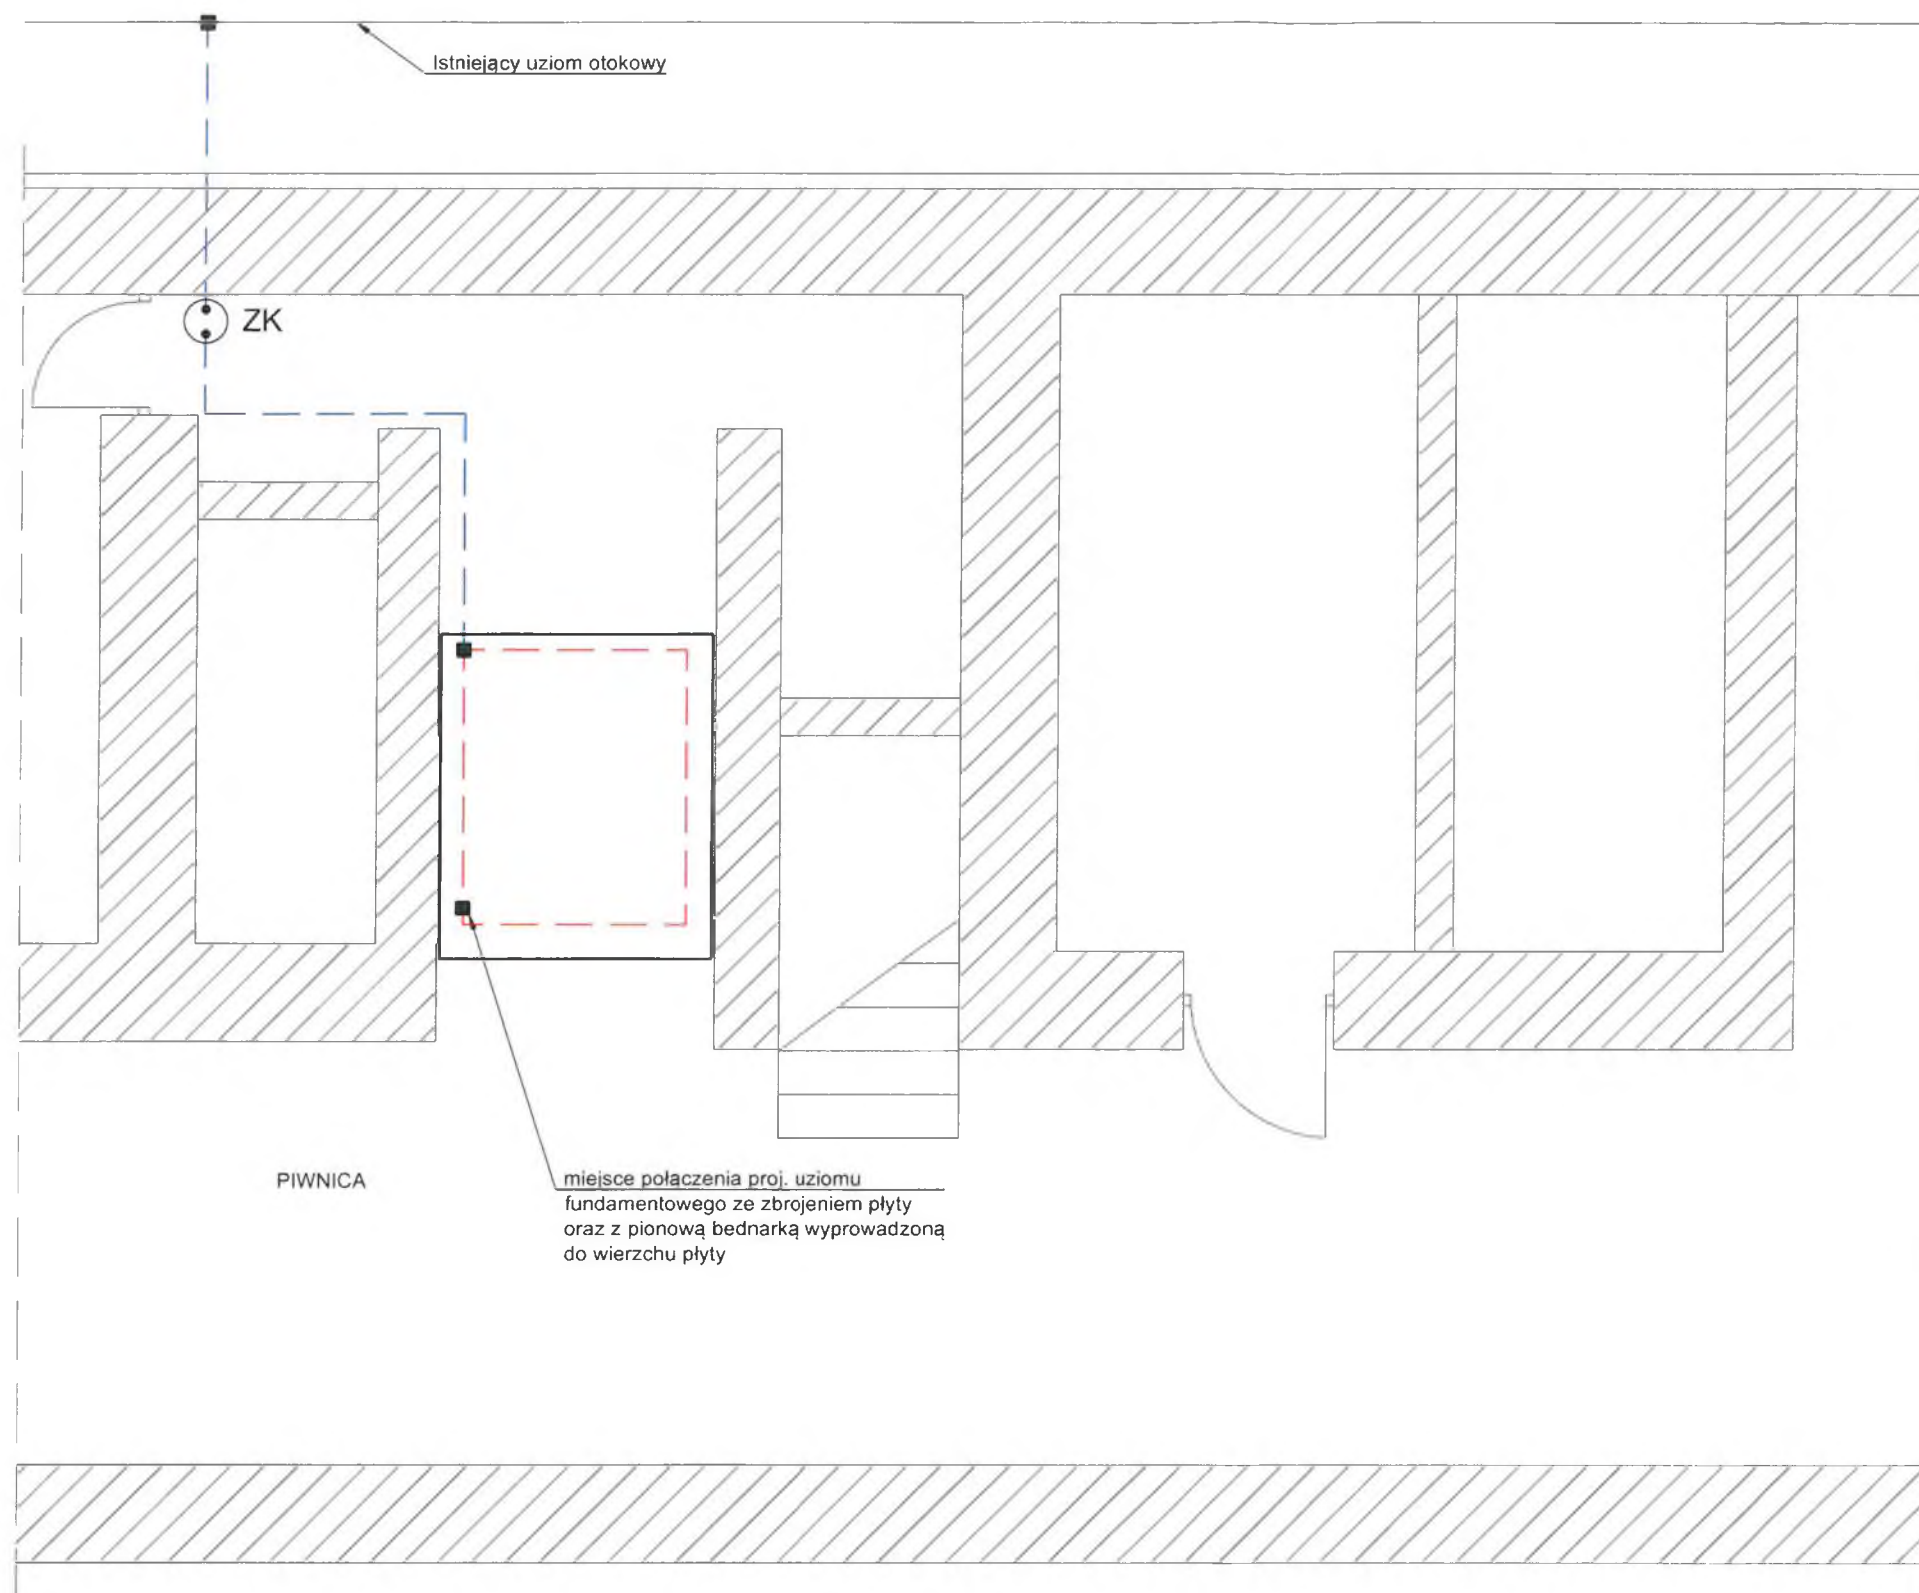 Istniejący uziom otokowy
ZK
PIWNICA
miejsce połączenia proj. uziomu
fundamentowego ze zbrojeniem płyty
oraz z pionową bednarką wyprowadzoną
do wierzchu płyty